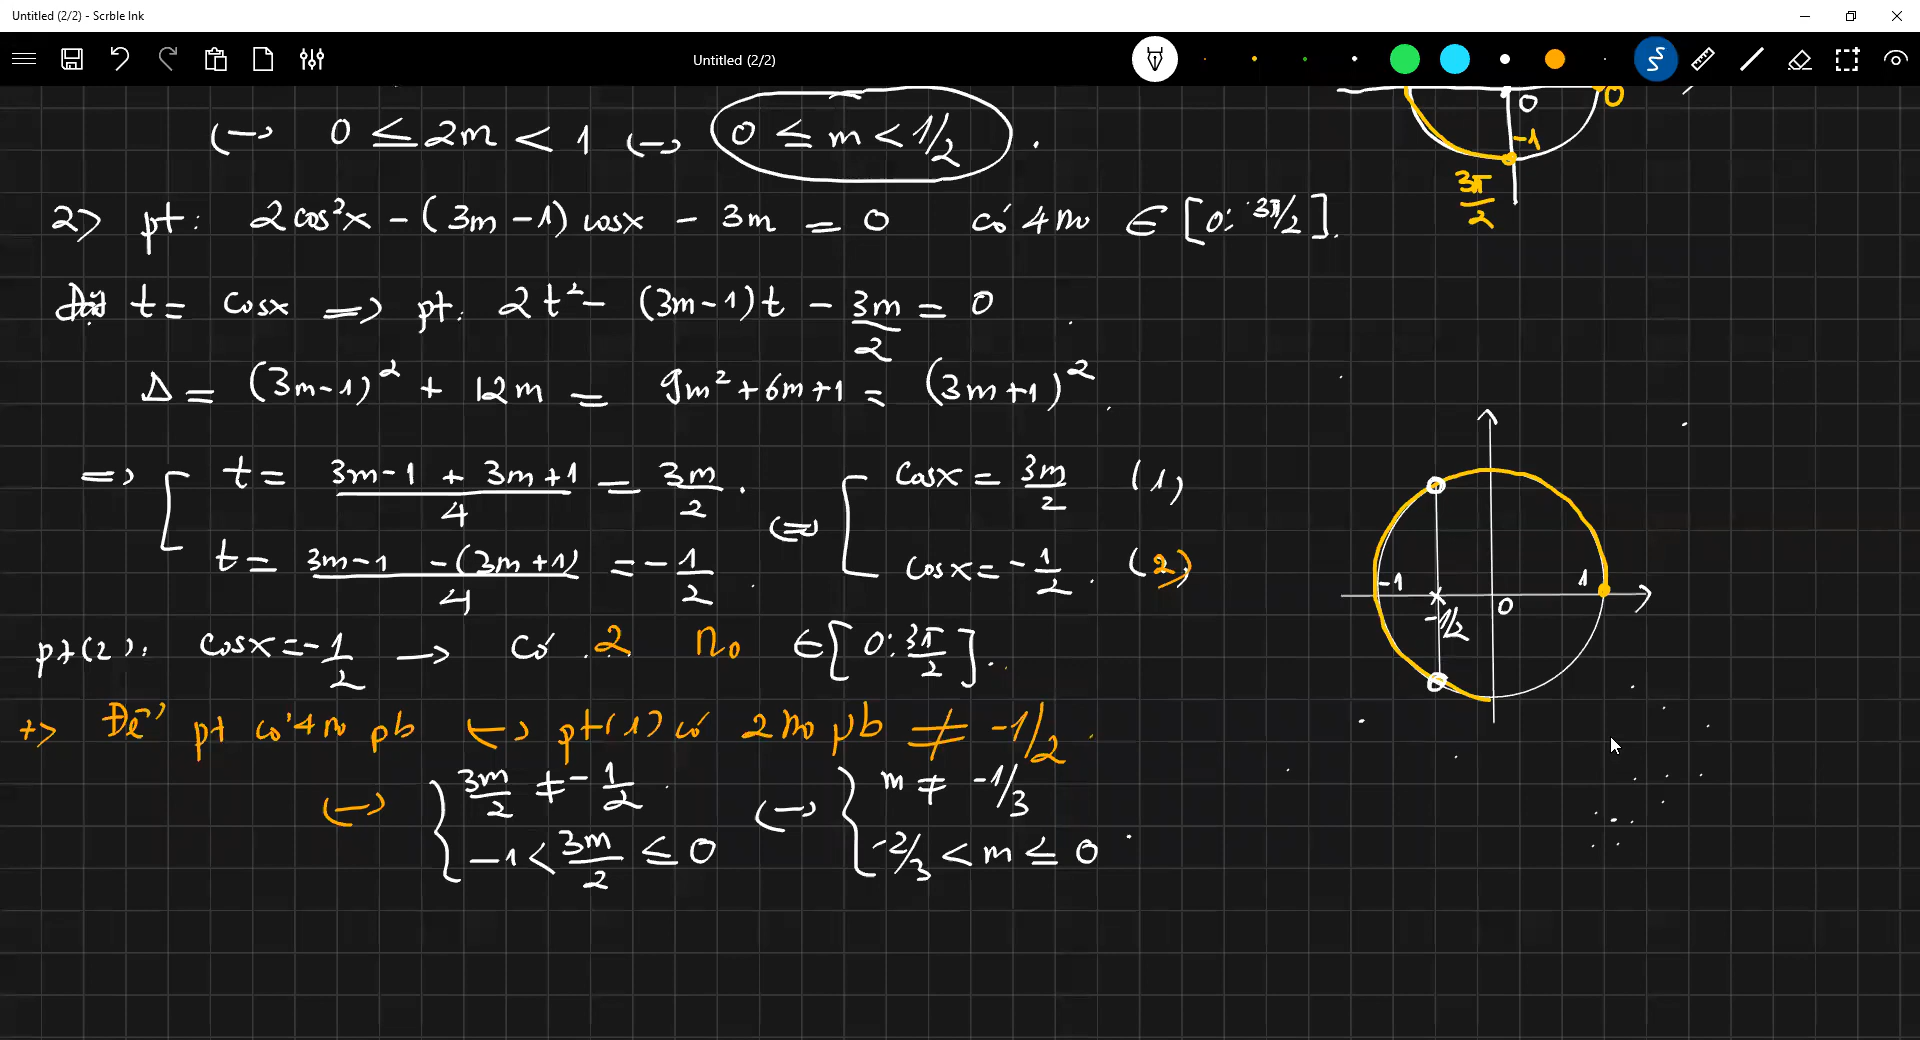 Untitled (2/2) - Scrble Ink
Untitled (2/2)
(-> 0 ≤ 2m < 1 (-> 0 ≤ m < 1/2 .
0 0
-1
3π/2
2> pt: 2cos²x - (3m-1) cosx - 3m = 0 có 4 no ∈ [0; 3π/2].
Đặt t = cosx => pt: 2t² - (3m-1)t - 3m/2 = 0
Δ = (3m-1)² + 12m = 9m² + 6m + 1 = (3m+1)².
=> [ t = (3m-1 + 3m+1)/4 = 3m/2 . (=> [ cosx = 3m/2 (1)
t = (3m-1 - (3m+1))/4 = -1/2 . cosx = -1/2 . (2)
-1 1
-1/2 0
pt(2): cosx = -1/2 -> Có 2 no ∈ [0; 3π/2].
+> Để pt có 4 no pb (-> pt(1) có 2 no pb ≠ -1/2 .
(-> { 3m/2 ≠ -1/2 . (-> { m ≠ -1/3
-1 < 3m/2 ≤ 0 -2/3 < m ≤ 0 .